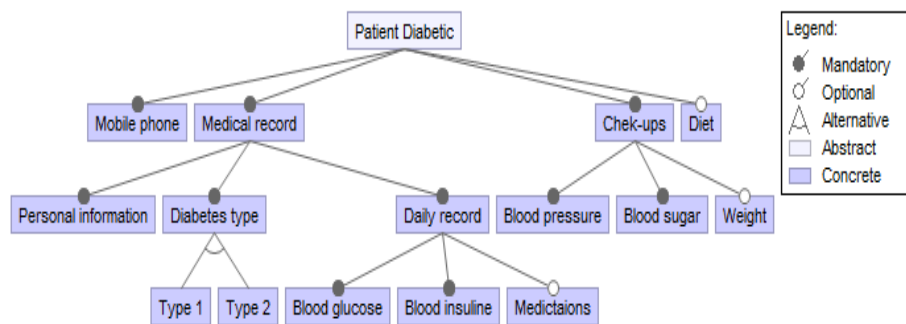 Patient Diabetic
Legend:
Mandatory
Optional
Alternative
Abstract
Concrete
Mobile phone
Medical record
Chek-ups
Diet
Personal information
Diabetes type
Daily record
Blood pressure
Blood sugar
Weight
Type 1
Type 2
Blood glucose
Blood insuline
Medictaions